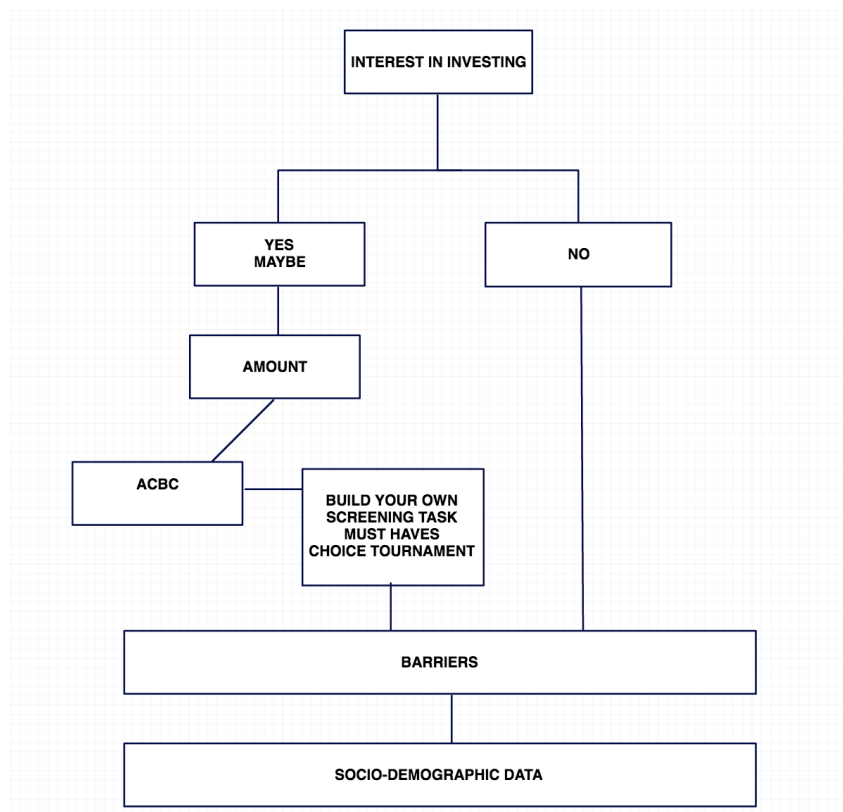 INTEREST IN INVESTING
YES
MAYBE
NO
AMOUNT
ACBC
BUILD YOUR OWN
SCREENING TASK
MUST HAVES
CHOICE TOURNAMENT
BARRIERS
SOCIO-DEMOGRAPHIC DATA